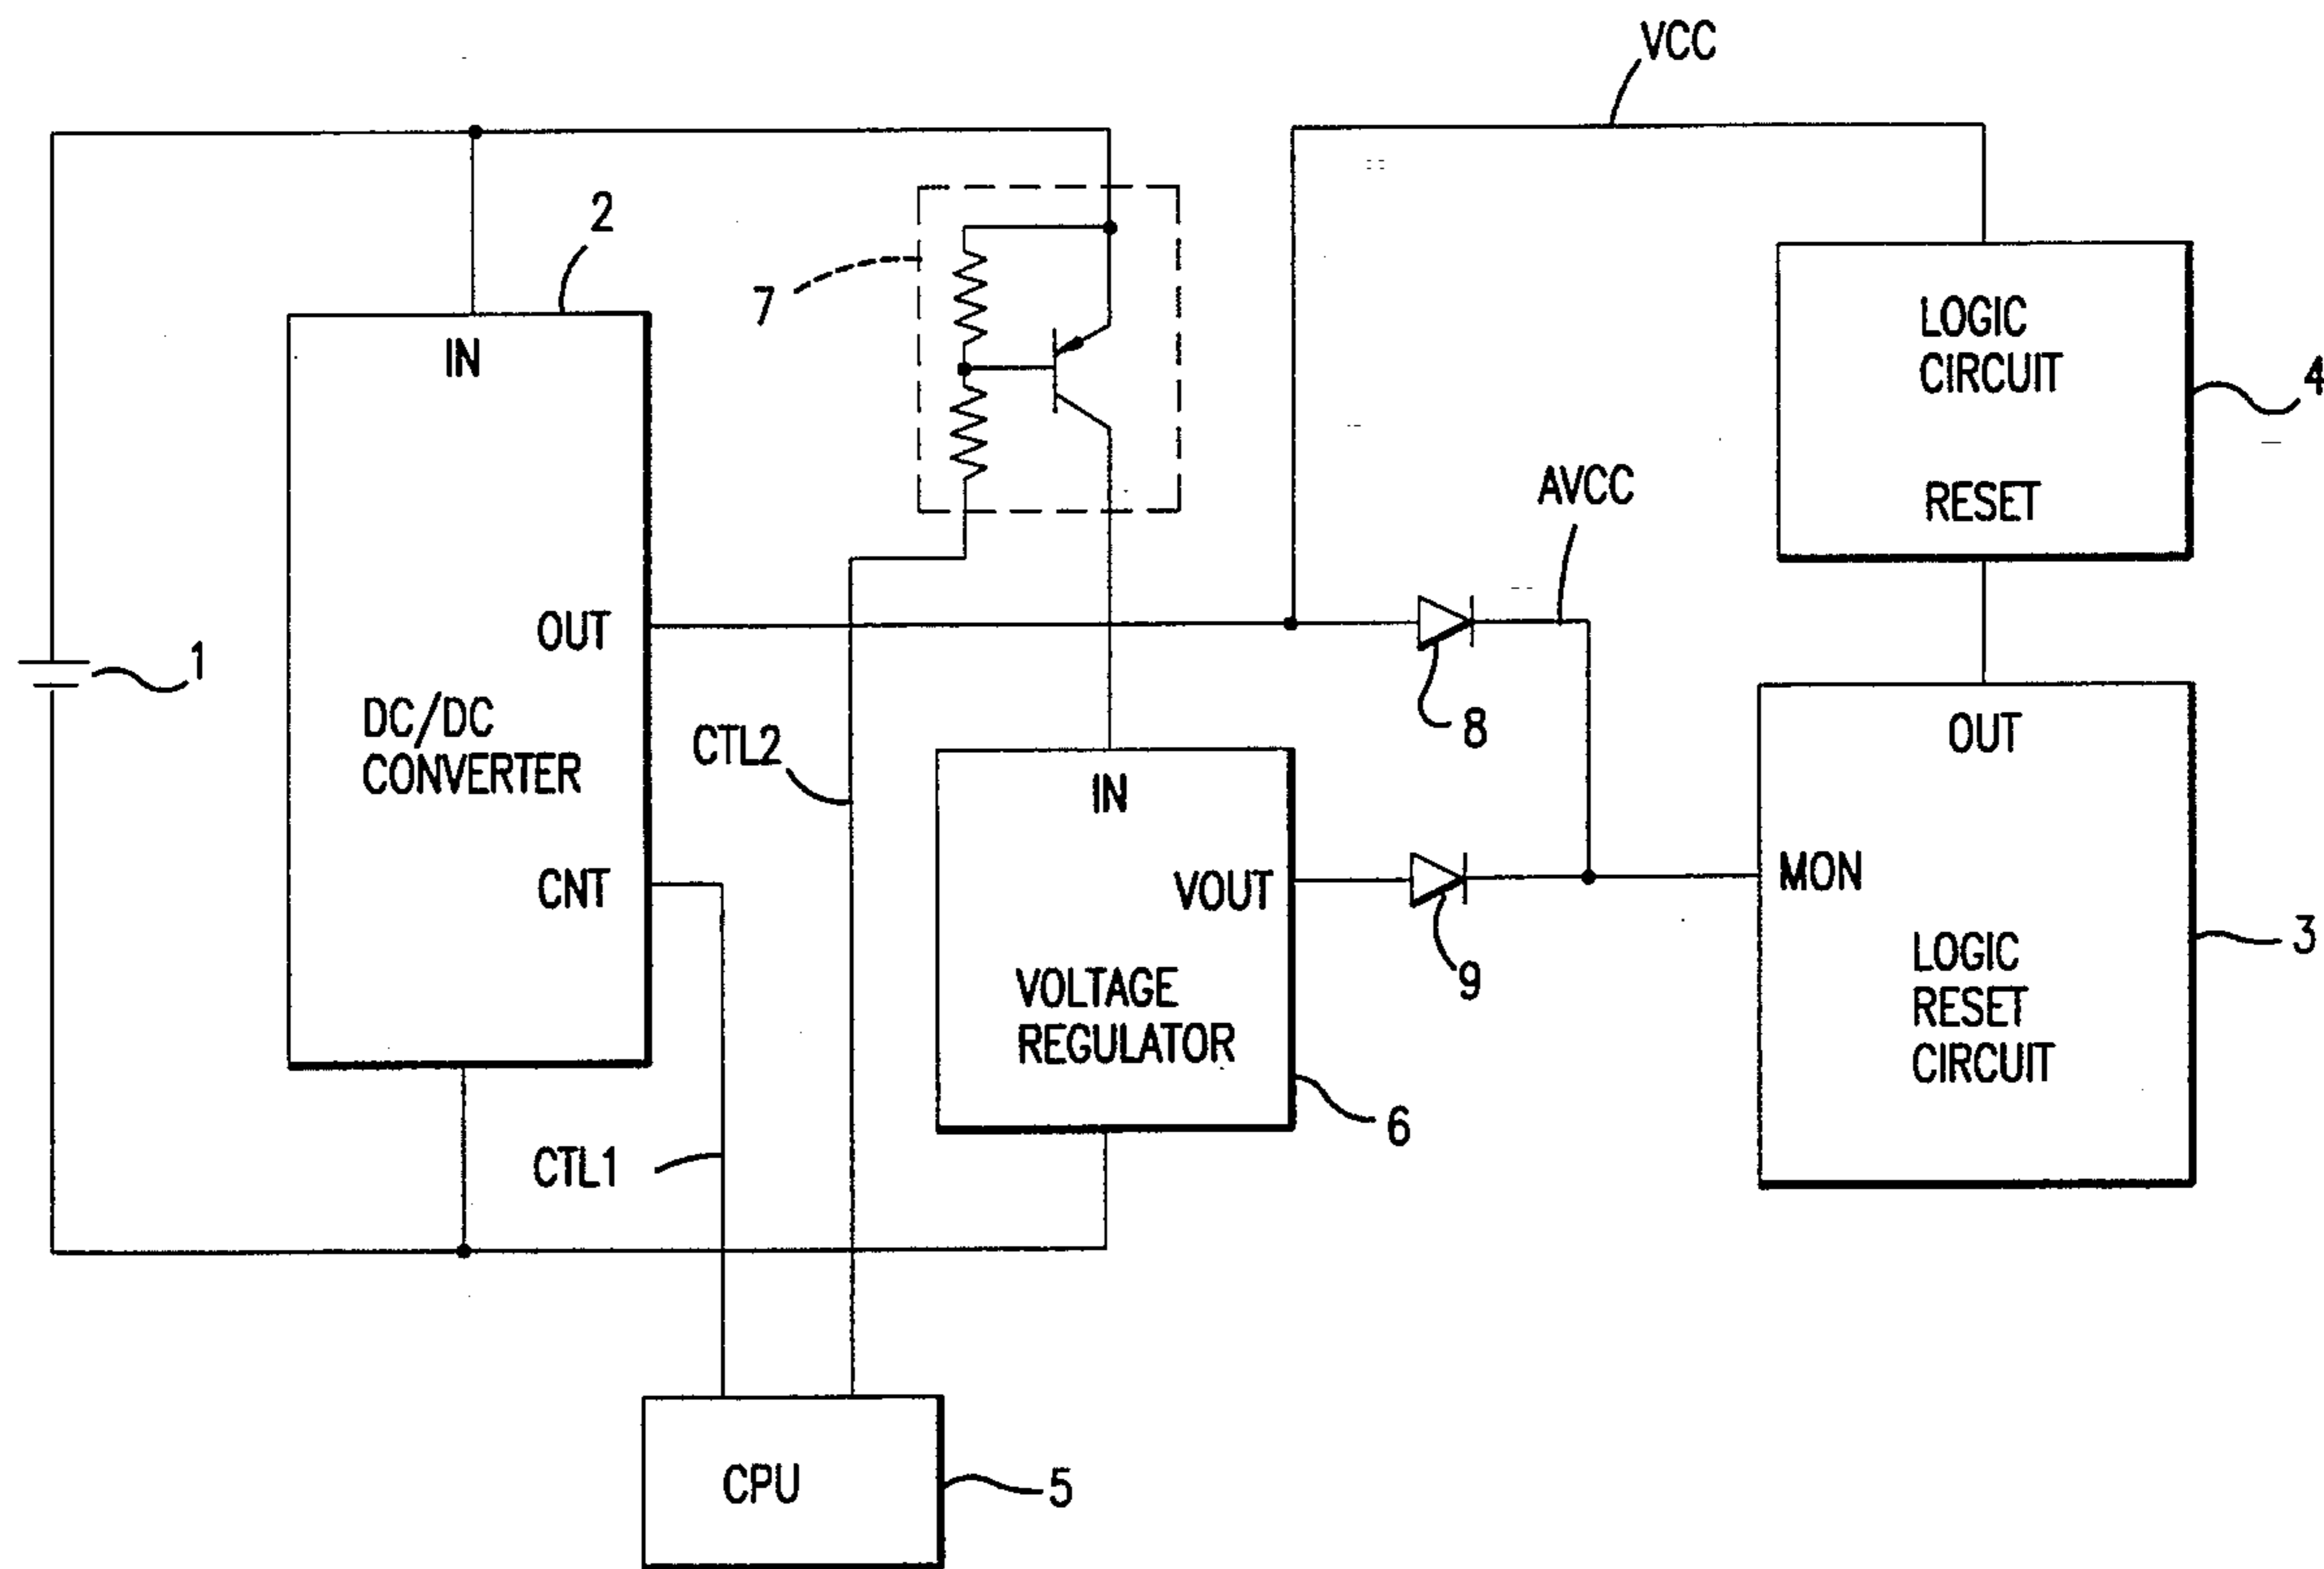 VCC
2
7
IN
LOGIC
CIRCUIT
4
RESET
AVCC
OUT
1
DC/DC
CONVERTER
CTL2
8
OUT
IN
CNT
VOUT
MON
9
3
VOLTAGE
REGULATOR
LOGIC
RESET
CIRCUIT
6
CTL1
CPU
5